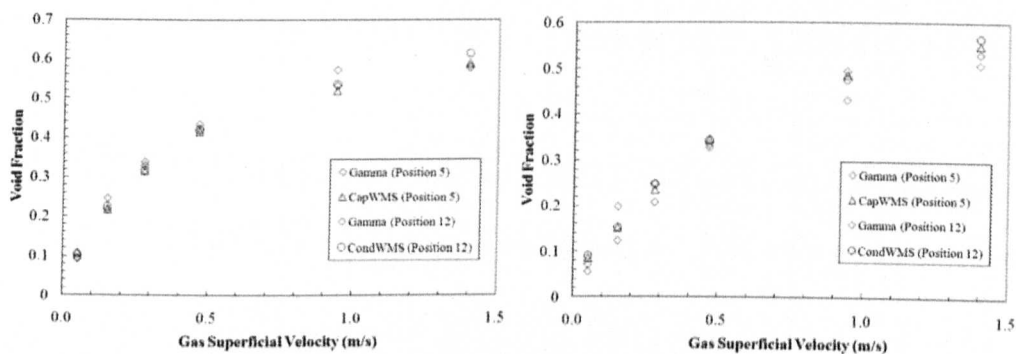 0.7
0.6
0.5
0.4
0.3
0.2
0.1
0
Void Fraction
0.0
0.5
1.0
1.5
Gas Superficial Velocity (m/s)
Gamma (Position 5)
CapWMS (Position 5)
Gamma (Position 12)
CondWMS (Position 12)
0.6
0.5
0.4
0.3
0.2
0.1
0
Void Fraction
0.0
0.5
1.0
1.5
Gas Superficial Velocity (m/s)
Gamma (Position 5)
CapWMS (Position 5)
Gamma (Position 12)
CondWMS (Position 12)